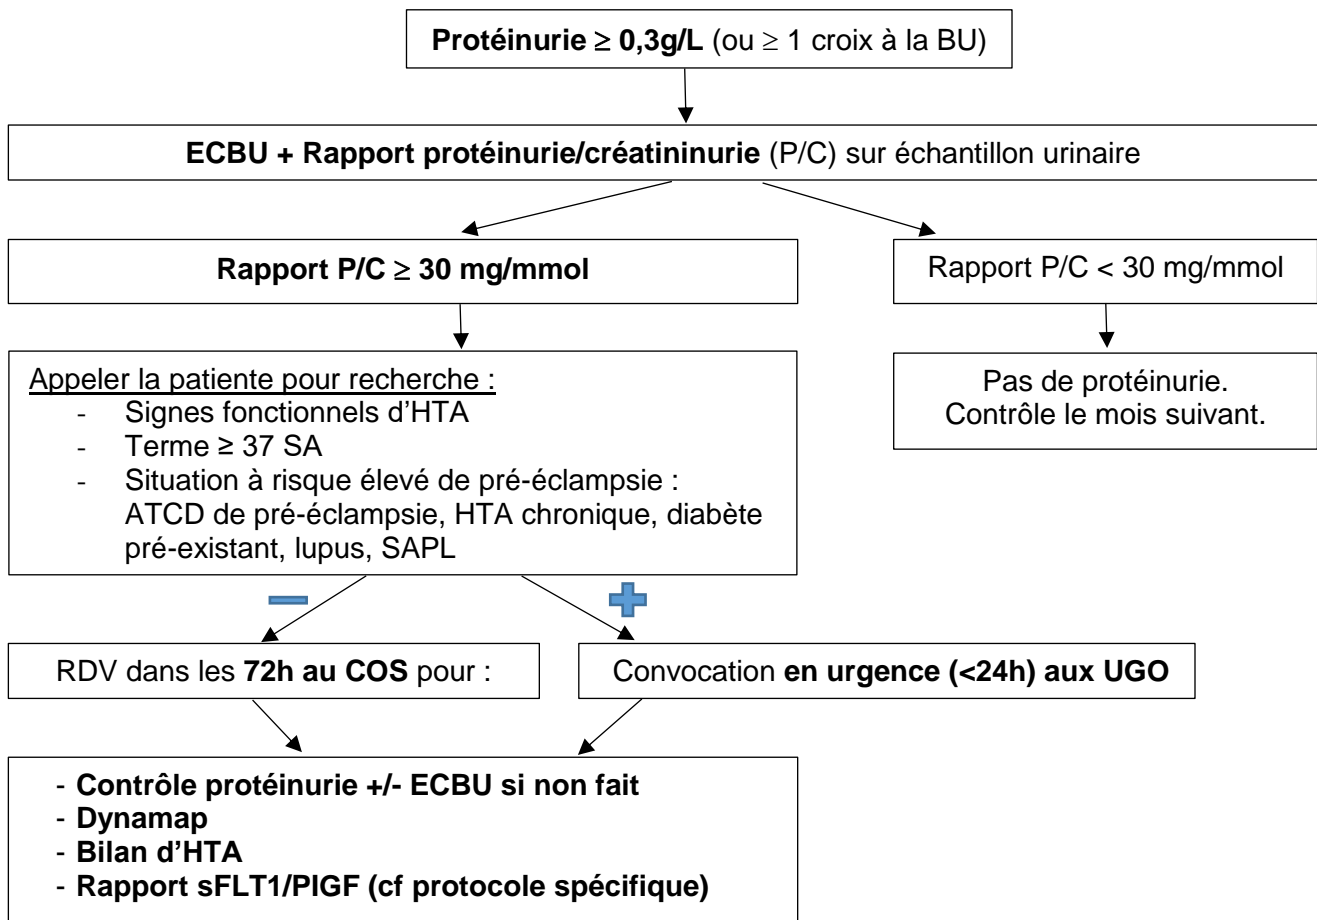 Protéinurie ≥ 0,3g/L (ou ≥ 1 croix à la BU)
ECBU + Rapport protéinurie/créatininurie (P/C) sur échantillon urinaire
Rapport P/C ≥ 30 mg/mmol
Rapport P/C < 30 mg/mmol
Appeler la patiente pour recherche :
- Signes fonctionnels d’HTA
- Terme ≥ 37 SA
- Situation à risque élevé de pré-éclampsie :
ATCD de pré-éclampsie, HTA chronique, diabète
pré-existant, lupus, SAPL
Pas de protéinurie.
Contrôle le mois suivant.
RDV dans les 72h au COS pour :
Convocation en urgence (<24h) aux UGO
- Contrôle protéinurie +/- ECBU si non fait
- Dynamap
- Bilan d’HTA
- Rapport sFLT1/PIGF (cf protocole spécifique)